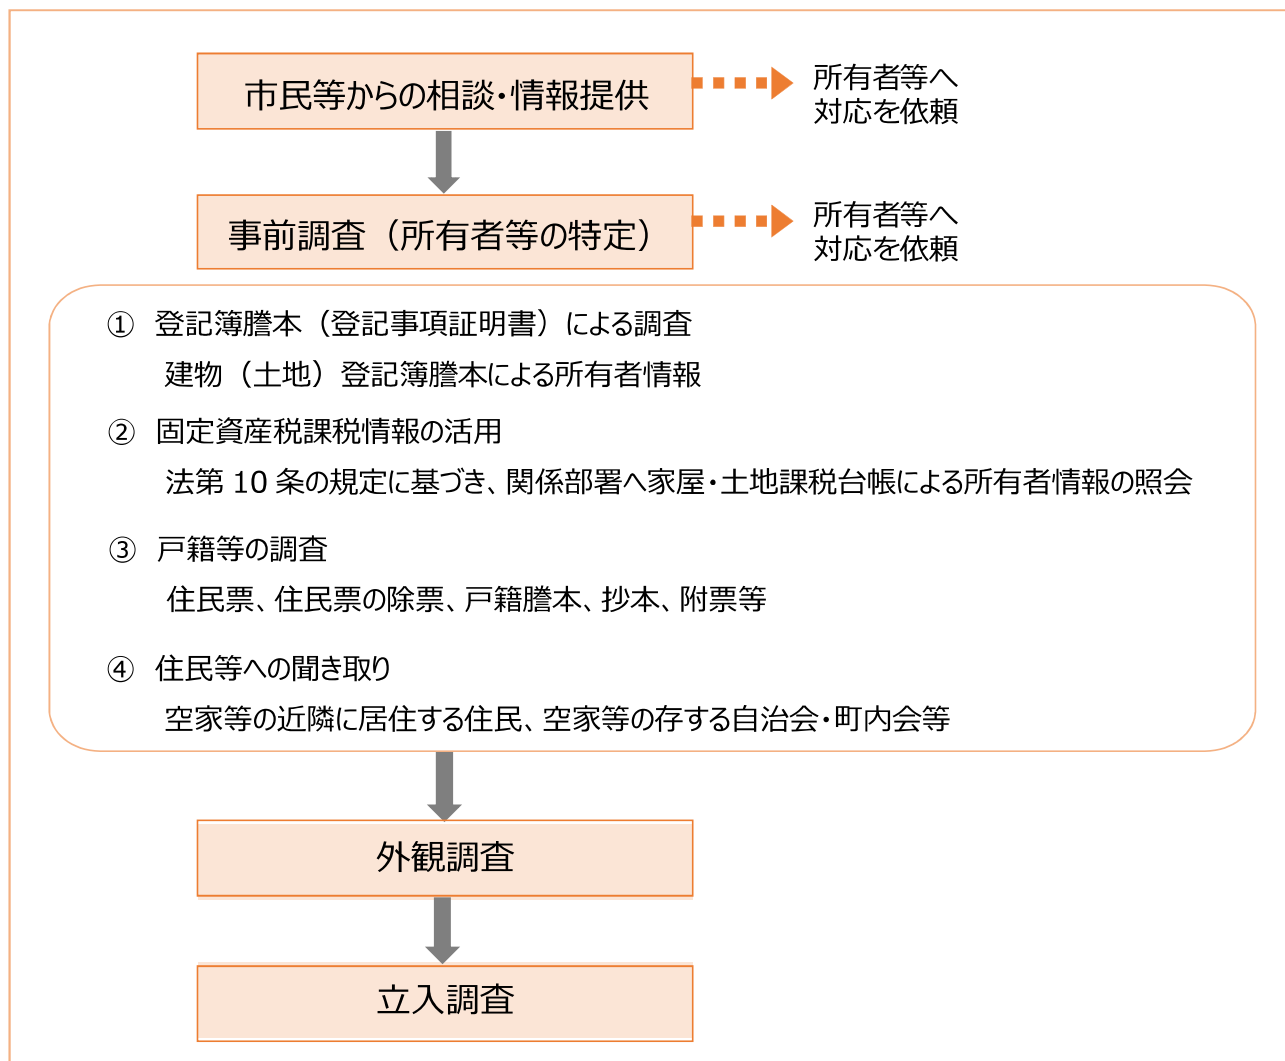 市民等からの相談・情報提供
所有者等へ
対応を依頼
事前調査（所有者等の特定）
所有者等へ
対応を依頼
① 登記簿謄本（登記事項証明書）による調査
建物（土地）登記簿謄本による所有者情報
② 固定資産税課税情報の活用
法第 10 条の規定に基づき、関係部署へ家屋・土地課税台帳による所有者情報の照会
③ 戸籍等の調査
住民票、住民票の除票、戸籍謄本、抄本、附票等
④ 住民等への聞き取り
空家等の近隣に居住する住民、空家等の存する自治会・町内会等
外観調査
立入調査